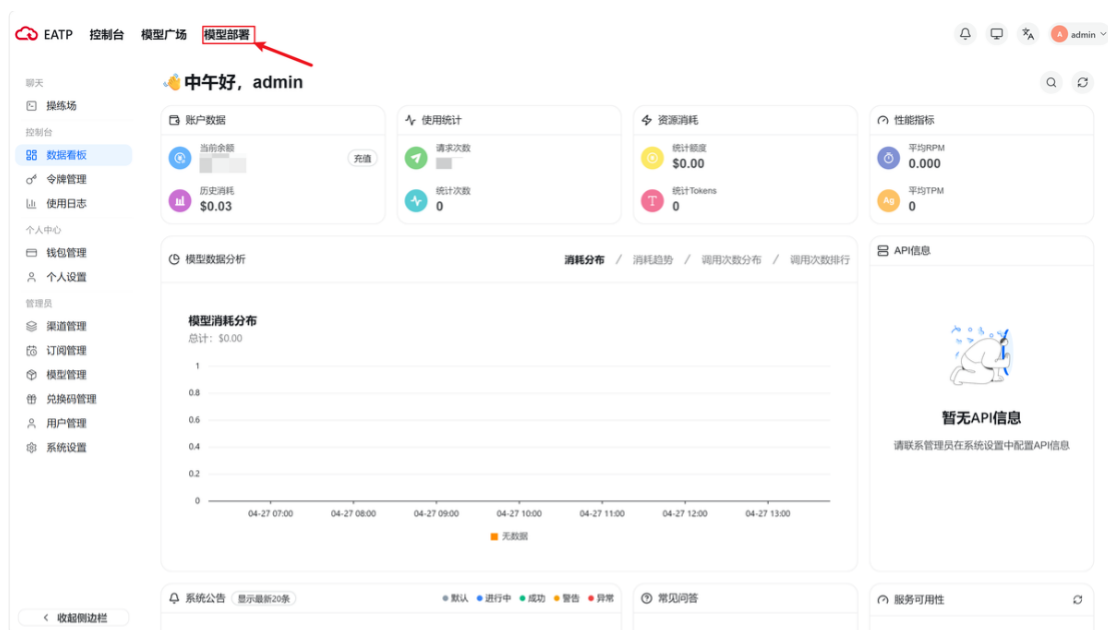 EATP 控制台 模型广场 模型部署 文A A admin
聊天
操练场
控制台
数据看板
令牌管理
使用日志
个人中心
钱包管理
个人设置
管理员
渠道管理
订阅管理
模型管理
兑换码管理
用户管理
系统设置
收起侧边栏
👋中午好，admin
账户数据
当前余额
充值
历史消耗
$0.03
使用统计
请求次数
统计次数
0
资源消耗
统计额度
$0.00
T
统计Tokens
0
性能指标
平均RPM
0.000
Ag
平均TPM
0
模型数据分析
消耗分布 / 消耗趋势 / 调用次数分布 / 调用次数排行
模型消耗分布
总计：$0.00
1
0.8
0.6
0.4
0.2
0
04-27 07:00 04-27 08:00 04-27 09:00 04-27 10:00 04-27 11:00 04-27 12:00 04-27 13:00
无数据
API信息
暂无API信息
请联系管理员在系统设置中配置API信息
系统公告 显示最新20条 默认 进行中 成功 警告 异常
常见问答
服务可用性